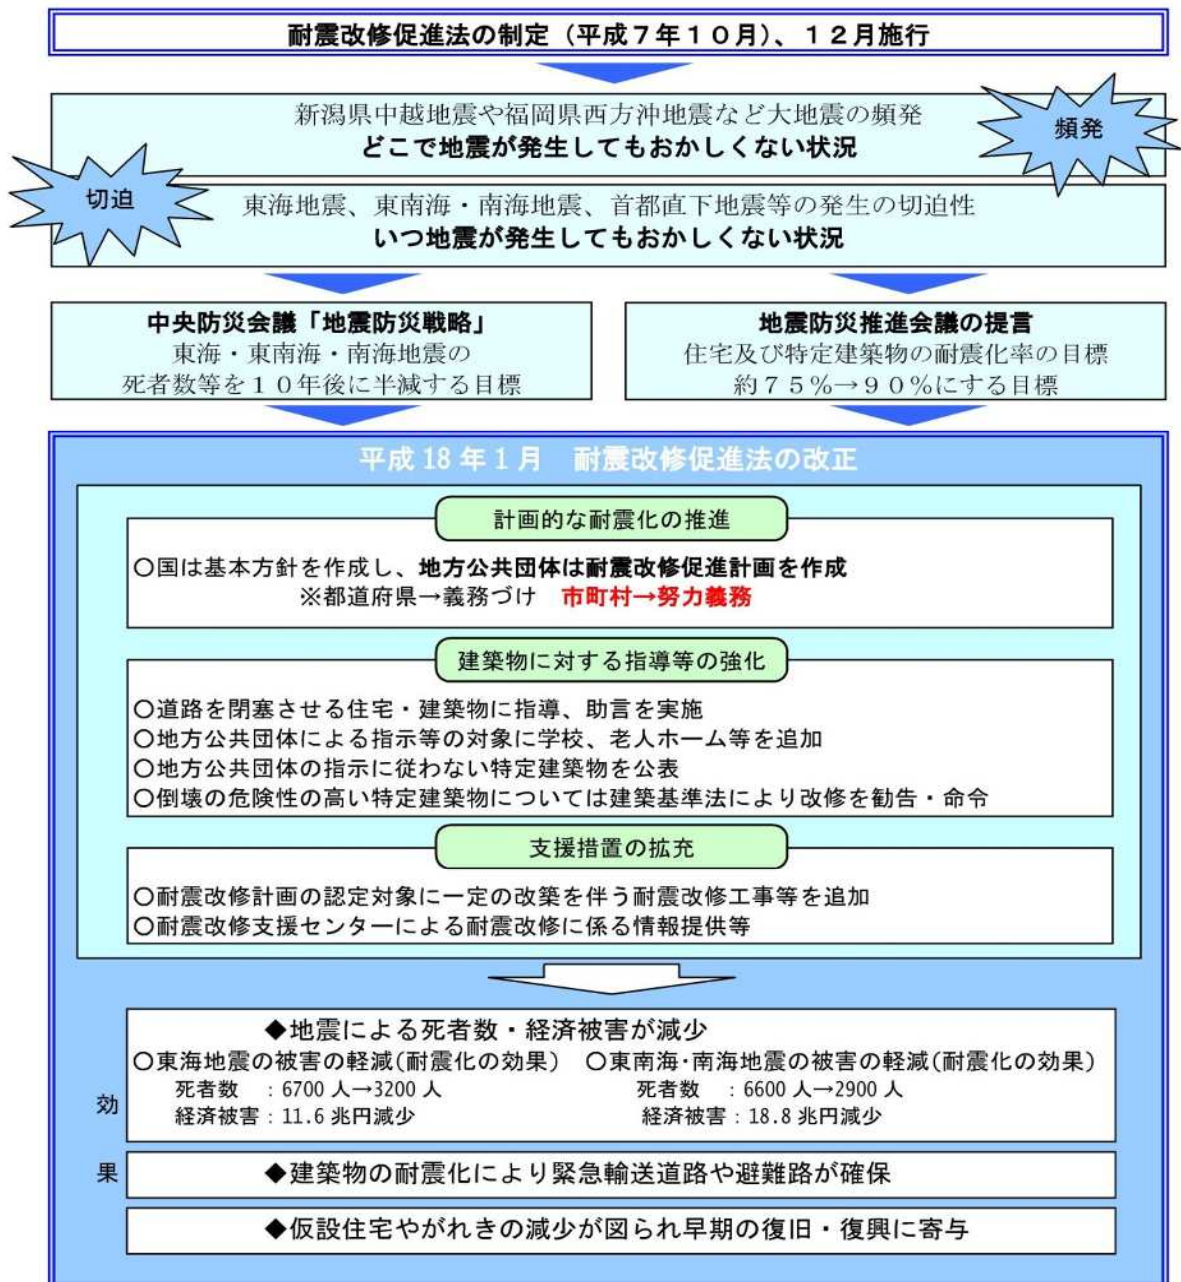 耐震改修促進法の制定（平成７年１０月）、１２月施行
新潟県中越地震や福岡県西方沖地震など大地震の頻発
どこで地震が発生してもおかしくない状況
頻発
切迫
東海地震、東南海・南海地震、首都直下地震等の発生の切迫性
いつ地震が発生してもおかしくない状況
中央防災会議「地震防災戦略」
東海・東南海・南海地震の
死者数等を１０年後に半減する目標
地震防災推進会議の提言
住宅及び特定建築物の耐震化率の目標
約７５％→９０％にする目標
平成 18 年 1 月　耐震改修促進法の改正
計画的な耐震化の推進
○国は基本方針を作成し、地方公共団体は耐震改修促進計画を作成
※都道府県→義務づけ　市町村→努力義務
建築物に対する指導等の強化
○道路を閉塞させる住宅・建築物に指導、助言を実施
○地方公共団体による指示等の対象に学校、老人ホーム等を追加
○地方公共団体の指示に従わない特定建築物を公表
○倒壊の危険性の高い特定建築物については建築基準法により改修を勧告・命令
支援措置の拡充
○耐震改修計画の認定対象に一定の改築を伴う耐震改修工事等を追加
○耐震改修支援センターによる耐震改修に係る情報提供等
効果
◆地震による死者数・経済被害が減少
○東海地震の被害の軽減(耐震化の効果)
死者数　：6700 人→3200 人
経済被害：11.6 兆円減少
○東南海・南海地震の被害の軽減(耐震化の効果)
死者数　：6600 人→2900 人
経済被害：18.8 兆円減少
◆建築物の耐震化により緊急輸送道路や避難路が確保
◆仮設住宅やがれきの減少が図られ早期の復旧・復興に寄与